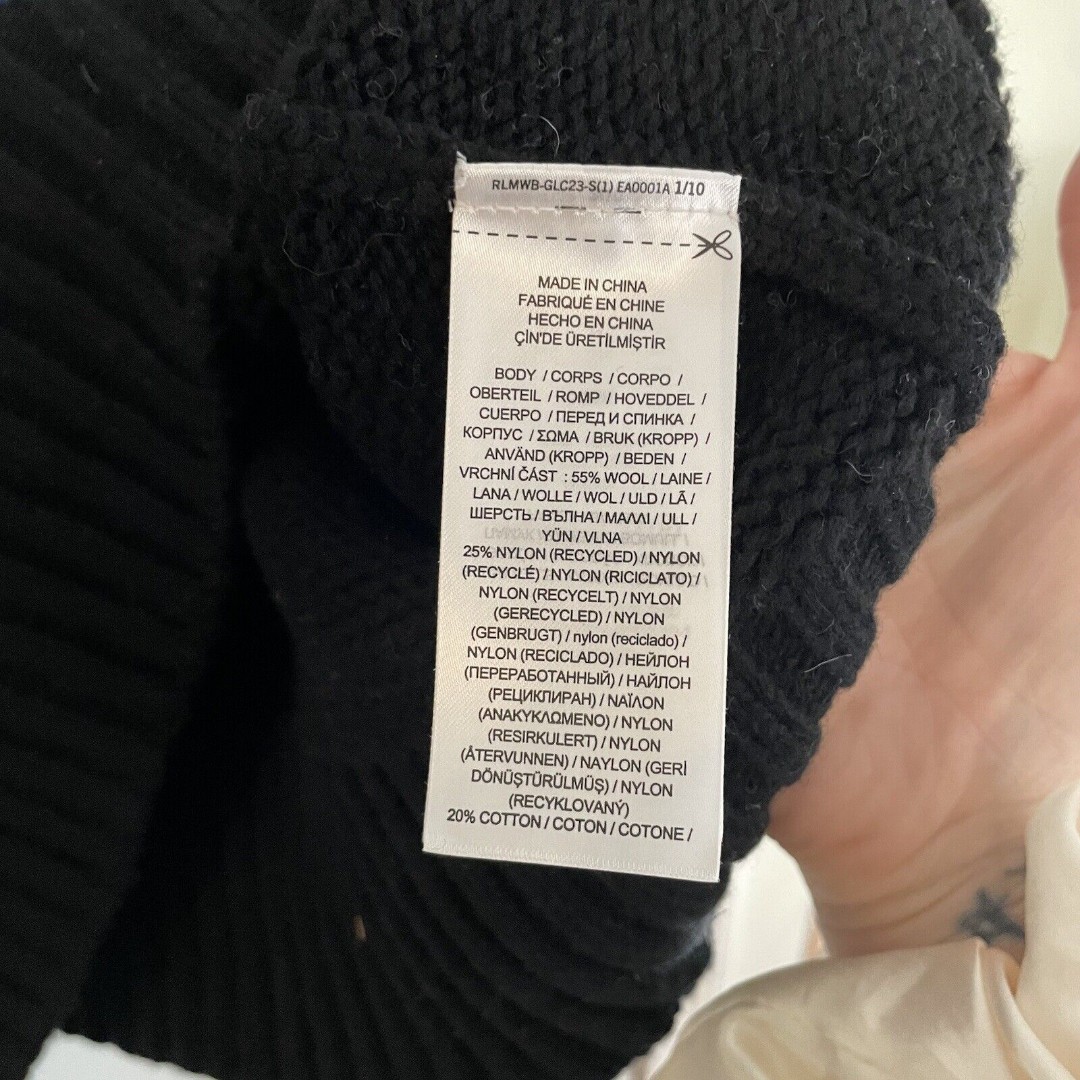 RLMWB-GLC23-S(1) EA0001A 1/10
MADE IN CHINA
FABRIQUÉ EN CHINE
HECHO EN CHINA
ÇİN'DE ÜRETİLMİŞTİR
BODY / CORPS / CORPO /
OBERTEIL / ROMP / HOVEDDEL /
CUERPO / ПЕРЕД И СПИНКА /
КОРПУС / ΣΩΜΑ / BRUK (KROPP) /
ANVÄND (KROPP) / BEDEN /
VRCHNÍ ČÁST : 55% WOOL / LAINE /
LANA / WOLLE / WOL / ULD / LÃ /
ШЕРСТЬ / ВЪЛНА / ΜΑΛΛΙ / ULL /
YÜN / VLNA
25% NYLON (RECYCLED) / NYLON
(RECYCLÉ) / NYLON (RICICLATO) /
NYLON (RECYCELT) / NYLON
(GERECYCLED) / NYLON
(GENBRUGT) / nylon (reciclado) /
NYLON (RECICLADO) / НЕЙЛОН
(ПЕРЕРАБОТАННЫЙ) / НАЙЛОН
(РЕЦИКЛИРАН) / ΝΑΪΛΟΝ
(ΑΝΑΚΥΚΛΩΜΕΝΟ) / NYLON
(RESIRKULERT) / NYLON
(ÅTERVUNNEN) / NAYLON (GERİ
DÖNÜŞTÜRÜLMÜŞ) / NYLON
(RECYKLOVANÝ)
20% COTTON / COTON / COTONE /